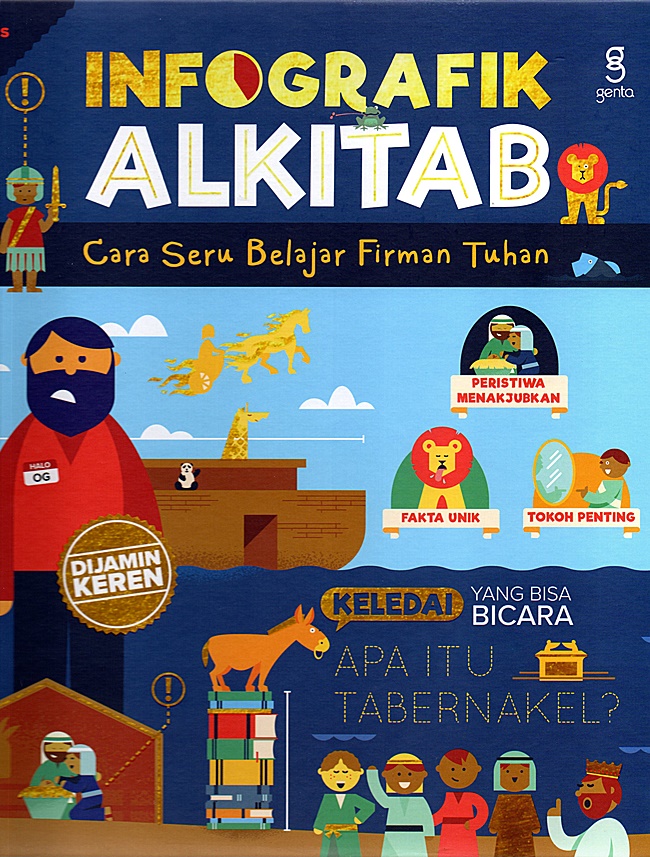 S
INFOGRAFIK
genta
ALKITAB
Cara Seru Belajar Firman Tuhan
PERISTIWA
MENAKJUBKAN
HALO
OG
FAKTA UNIK
TOKOH PENTING
DIJAMIN
KEREN
KELEDAI YANG BISA
BICARA
APA ITU
TABERNAKEL?